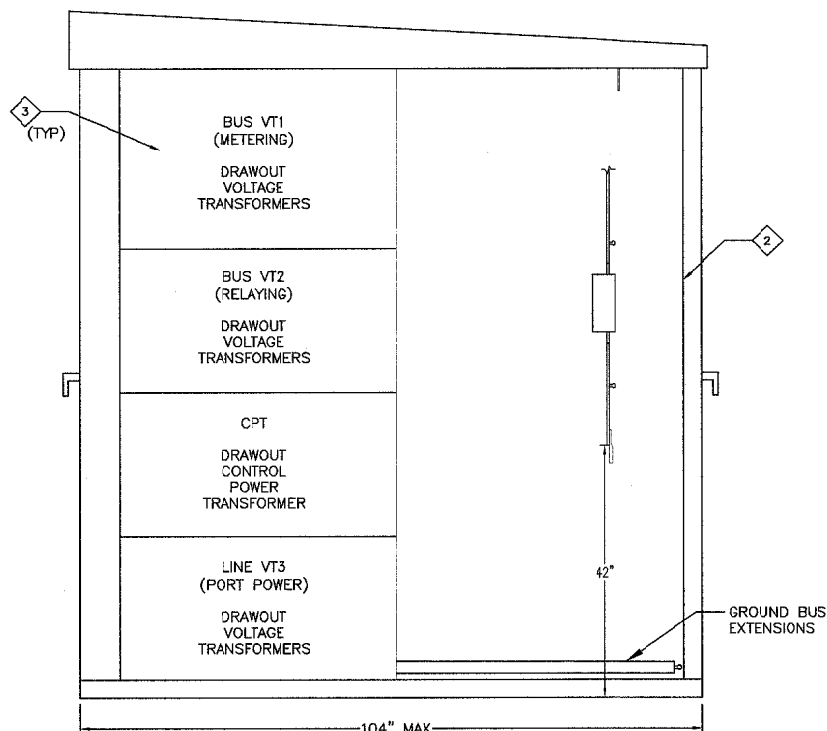 3
(TYP)
BUS VT1
(METERING)
DRAWOUT
VOLTAGE
TRANSFORMERS
2
BUS VT2
(RELAYING)
DRAWOUT
VOLTAGE
TRANSFORMERS
CPT
DRAWOUT
CONTROL
POWER
TRANSFORMER
LINE VT3
(PORT POWER)
DRAWOUT
VOLTAGE
TRANSFORMERS
42"
GROUND BUS
EXTENSIONS
104" MAX